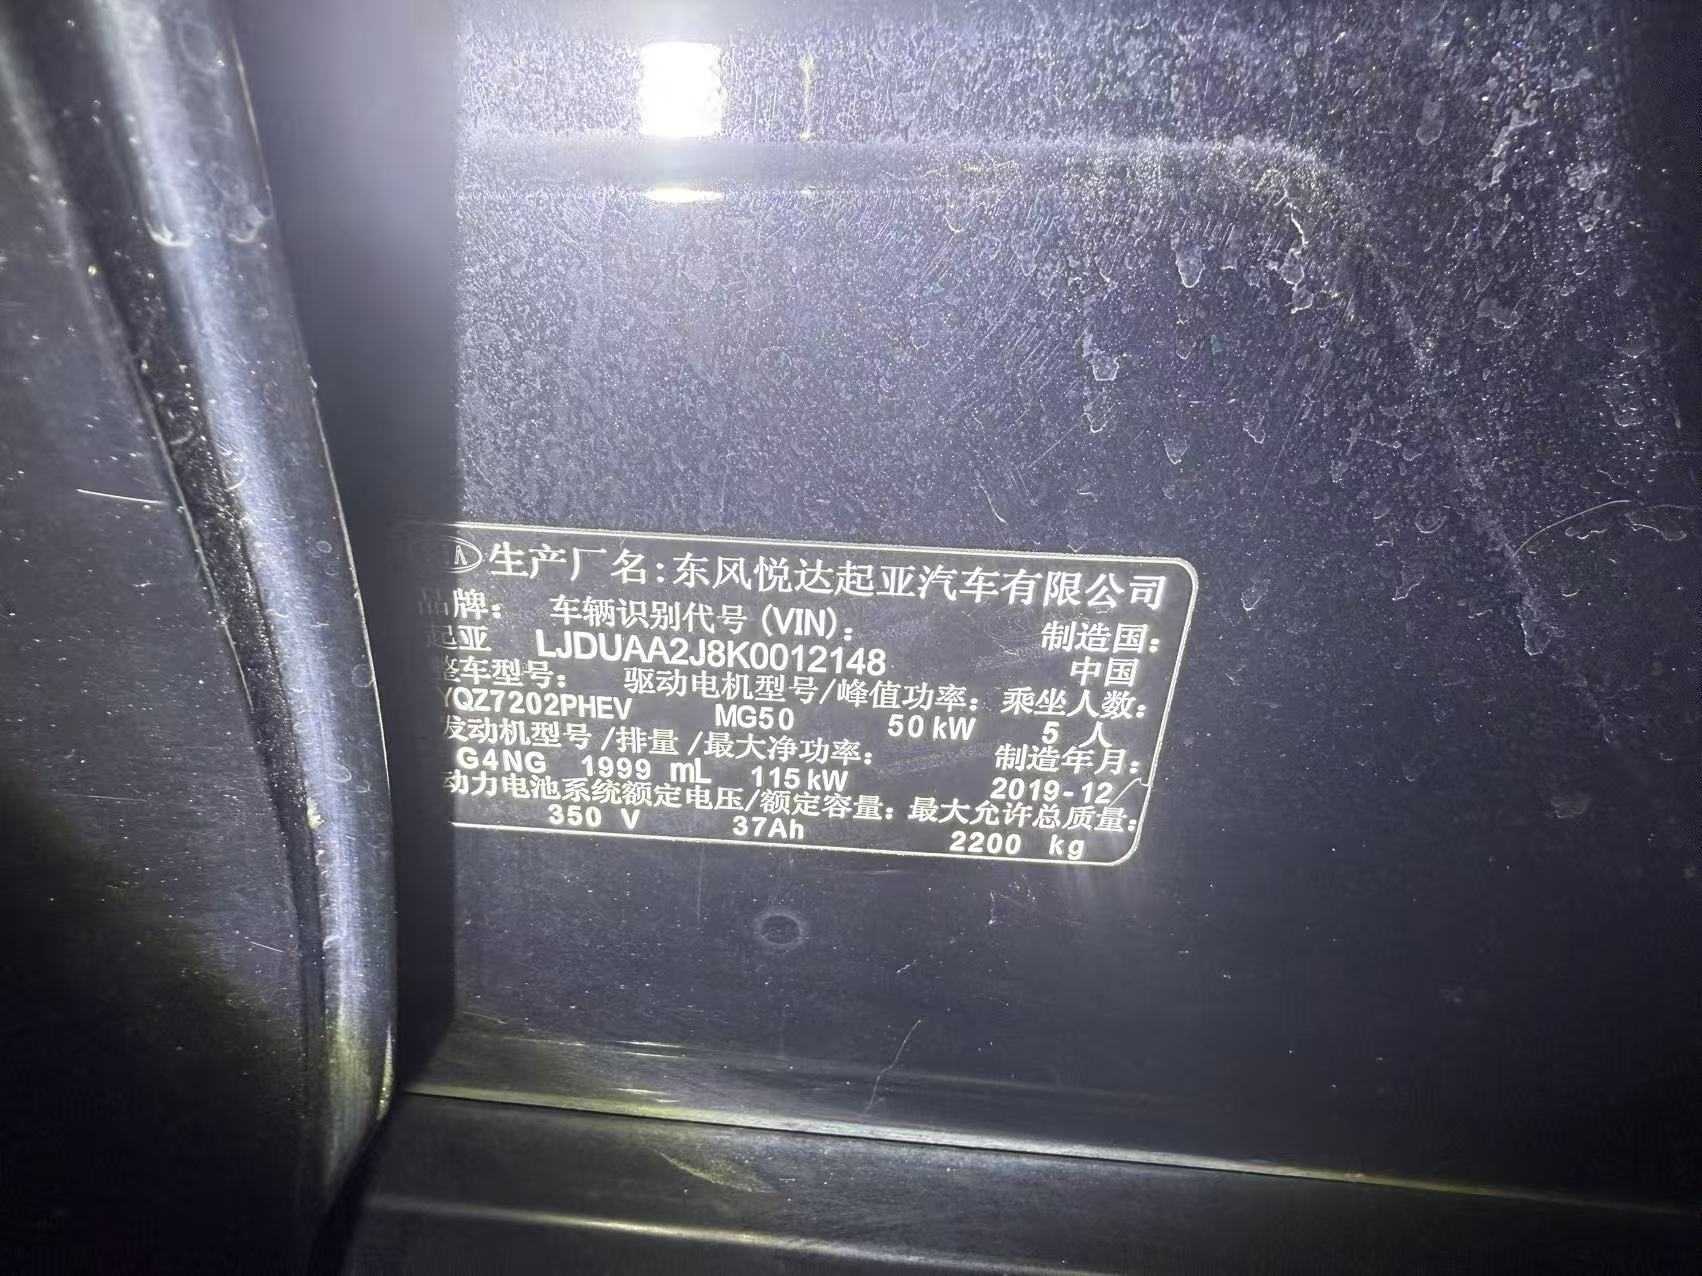 生产厂名：东风悦达起亚汽车有限公司
品牌： 车辆识别代号 (VIN)： 制造国：
起亚 LJDUAA2J8K0012148 中国
整车型号： 驱动电机型号/峰值功率： 乘坐人数：
YQZ7202PHEV MG50 50 kW 5 人
发动机型号/排量/最大净功率： 制造年月：
G4NG 1999 mL 115 kW 2019-12
动力电池系统额定电压/额定容量： 最大允许总质量：
350 V 37Ah 2200 kg